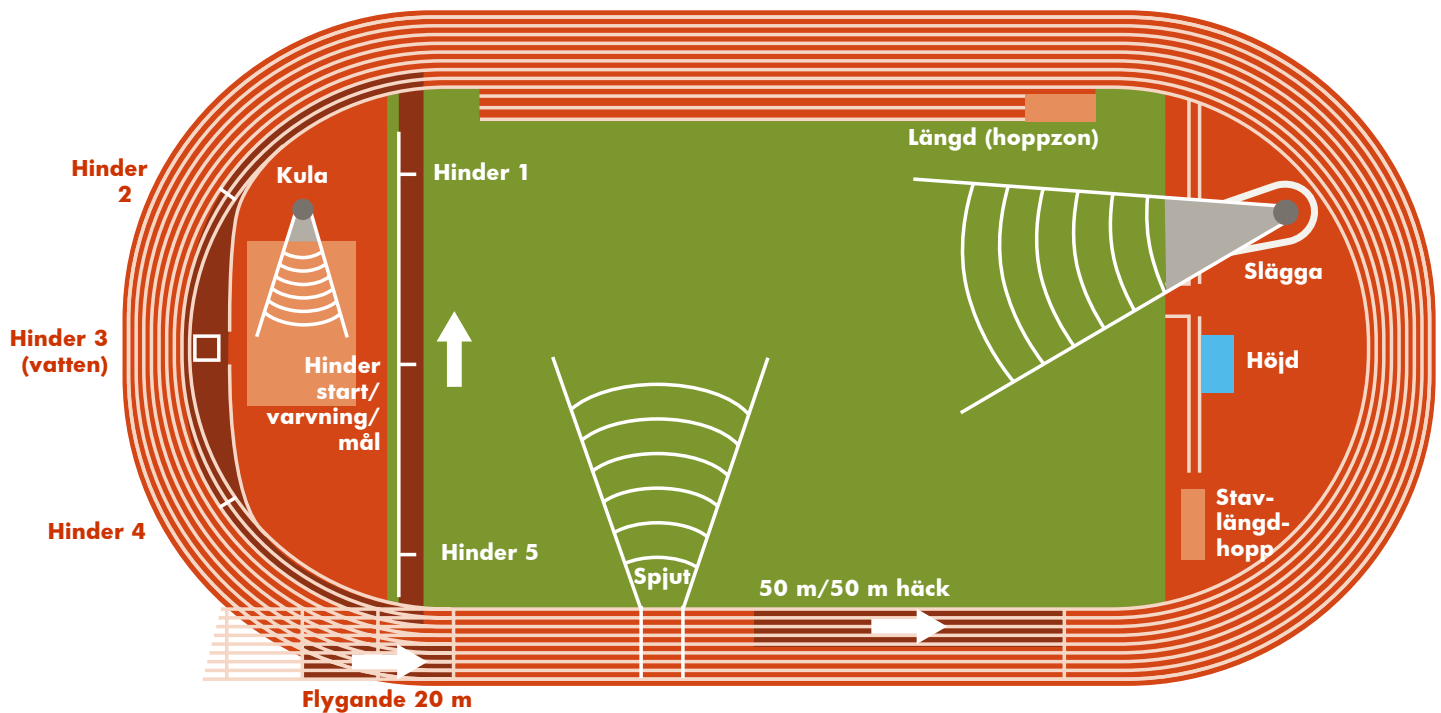 Längd (hoppzon)
Hinder
2
Kula
Hinder 1
Slägga
Hinder 3
(vatten)
Hinder
start/
varvning/
mål
Höjd
Hinder 4
Hinder 5
Stav-
längd-
hopp
Spjut
50 m/50 m häck
Flygande 20 m